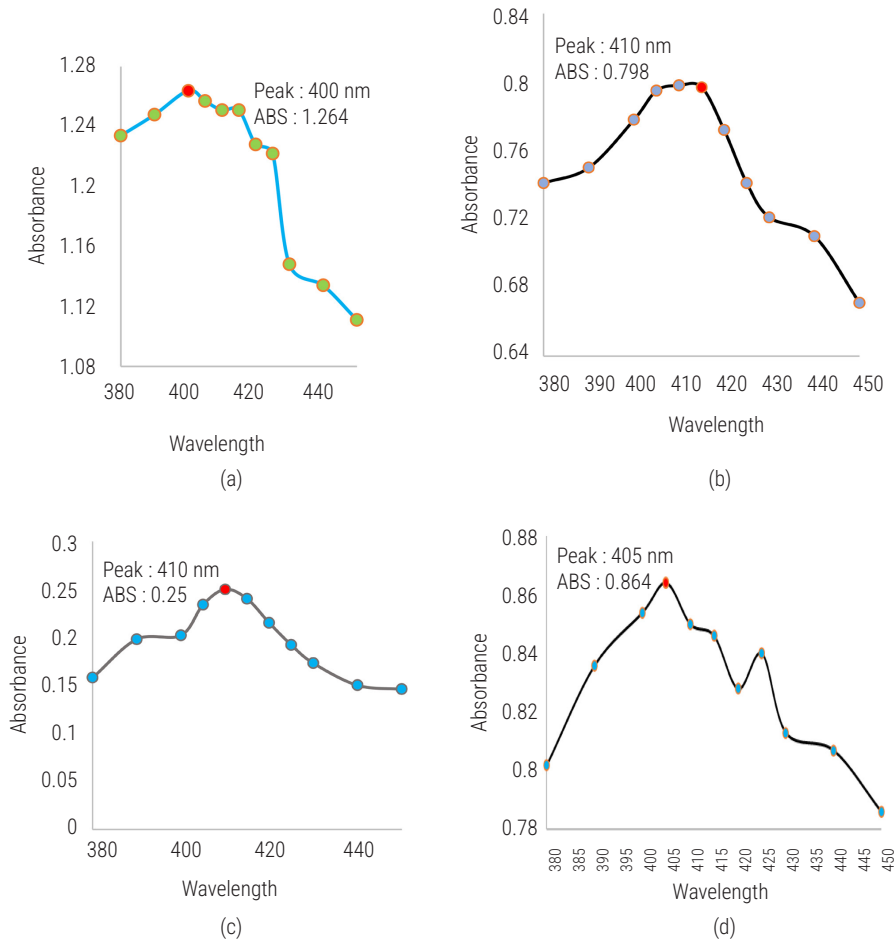 1.28
1.24
1.2
1.16
1.12
1.08
Absorbance
Peak : 400 nm
ABS : 1.264
380 400 420 440
Wavelength
(a)
0.84
0.8
0.76
0.72
0.68
0.64
Absorbance
Peak : 410 nm
ABS : 0.798
380 390 400 410 420 430 440 450
Wavelength
(b)
0.3
0.25
0.2
0.15
0.1
0.05
0
Absorbance
Peak : 410 nm
ABS : 0.25
380 400 420 440
Wavelength
(c)
0.88
0.86
0.84
0.82
0.8
0.78
Absorbance
Peak : 405 nm
ABS : 0.864
380 385 390 395 400 405 410 415 420 425 430 435 440 445 450
Wavelength
(d)